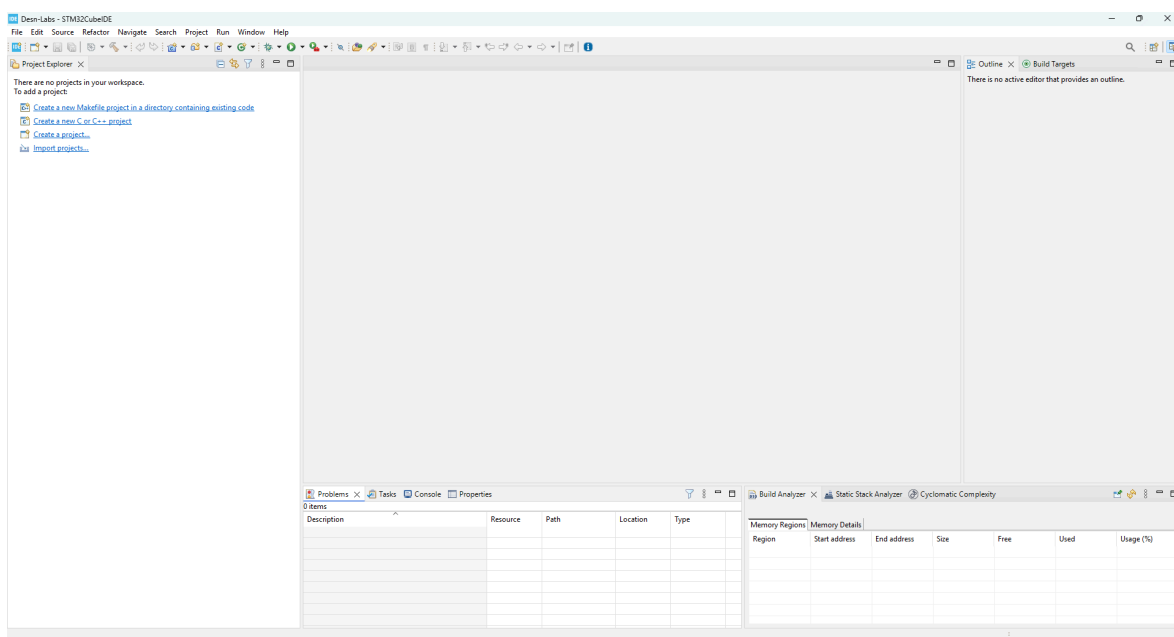 IDE Desn-Labs - STM32CubeIDE
File Edit Source Refactor Navigate Search Project Run Window Help
Project Explorer
There are no projects in your workspace.
To add a project:
Create a new Makefile project in a directory containing existing code
Create a new C or C++ project
Create a project...
Import projects...
Outline Build Targets
There is no active editor that provides an outline.
Problems Tasks Console Properties
0 items
Description Resource Path Location Type
Build Analyzer Static Stack Analyzer Cyclomatic Complexity
Memory Regions Memory Details
Region Start address End address Size Free Used Usage (%)